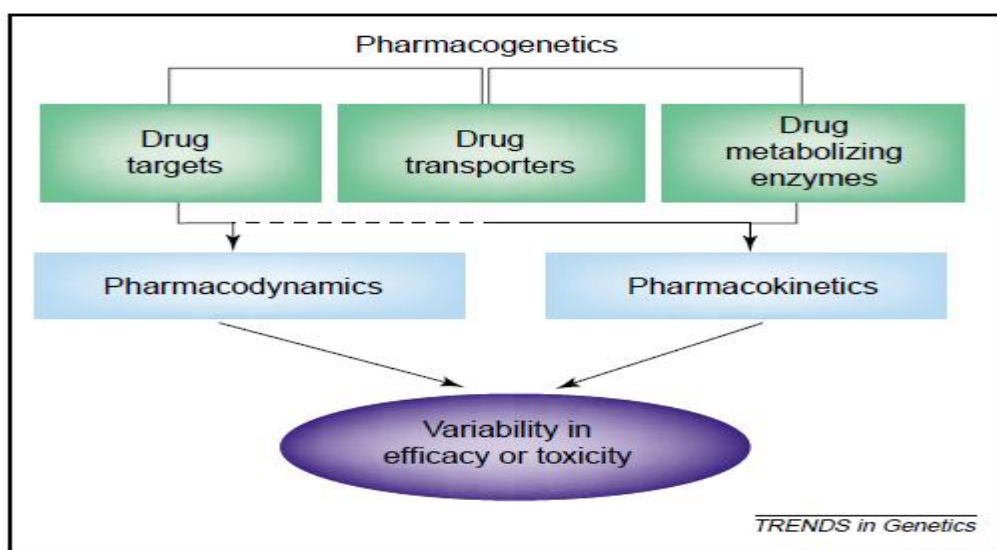 Pharmacogenetics
Drug
targets
Drug
transporters
Drug
metabolizing
enzymes
Pharmacodynamics
Pharmacokinetics
Variability in
efficacy or toxicity
TRENDS in Genetics